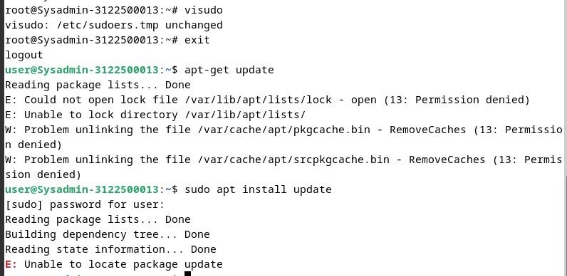 root@Sysadmin-3122500013:~# visudo
visudo: /etc/sudoers.tmp unchanged
root@Sysadmin-3122500013:~# exit
logout
user@Sysadmin-3122500013:~$ apt-get update
Reading package lists... Done
E: Could not open lock file /var/lib/apt/lists/lock - open (13: Permission denied)
E: Unable to lock directory /var/lib/apt/lists/
W: Problem unlinking the file /var/cache/apt/pkgcache.bin - RemoveCaches (13: Permissio
n denied)
W: Problem unlinking the file /var/cache/apt/srcpkgcache.bin - RemoveCaches (13: Permis
sion denied)
user@Sysadmin-3122500013:~$ sudo apt install update
[sudo] password for user:
Reading package lists... Done
Building dependency tree... Done
Reading state information... Done
E: Unable to locate package update